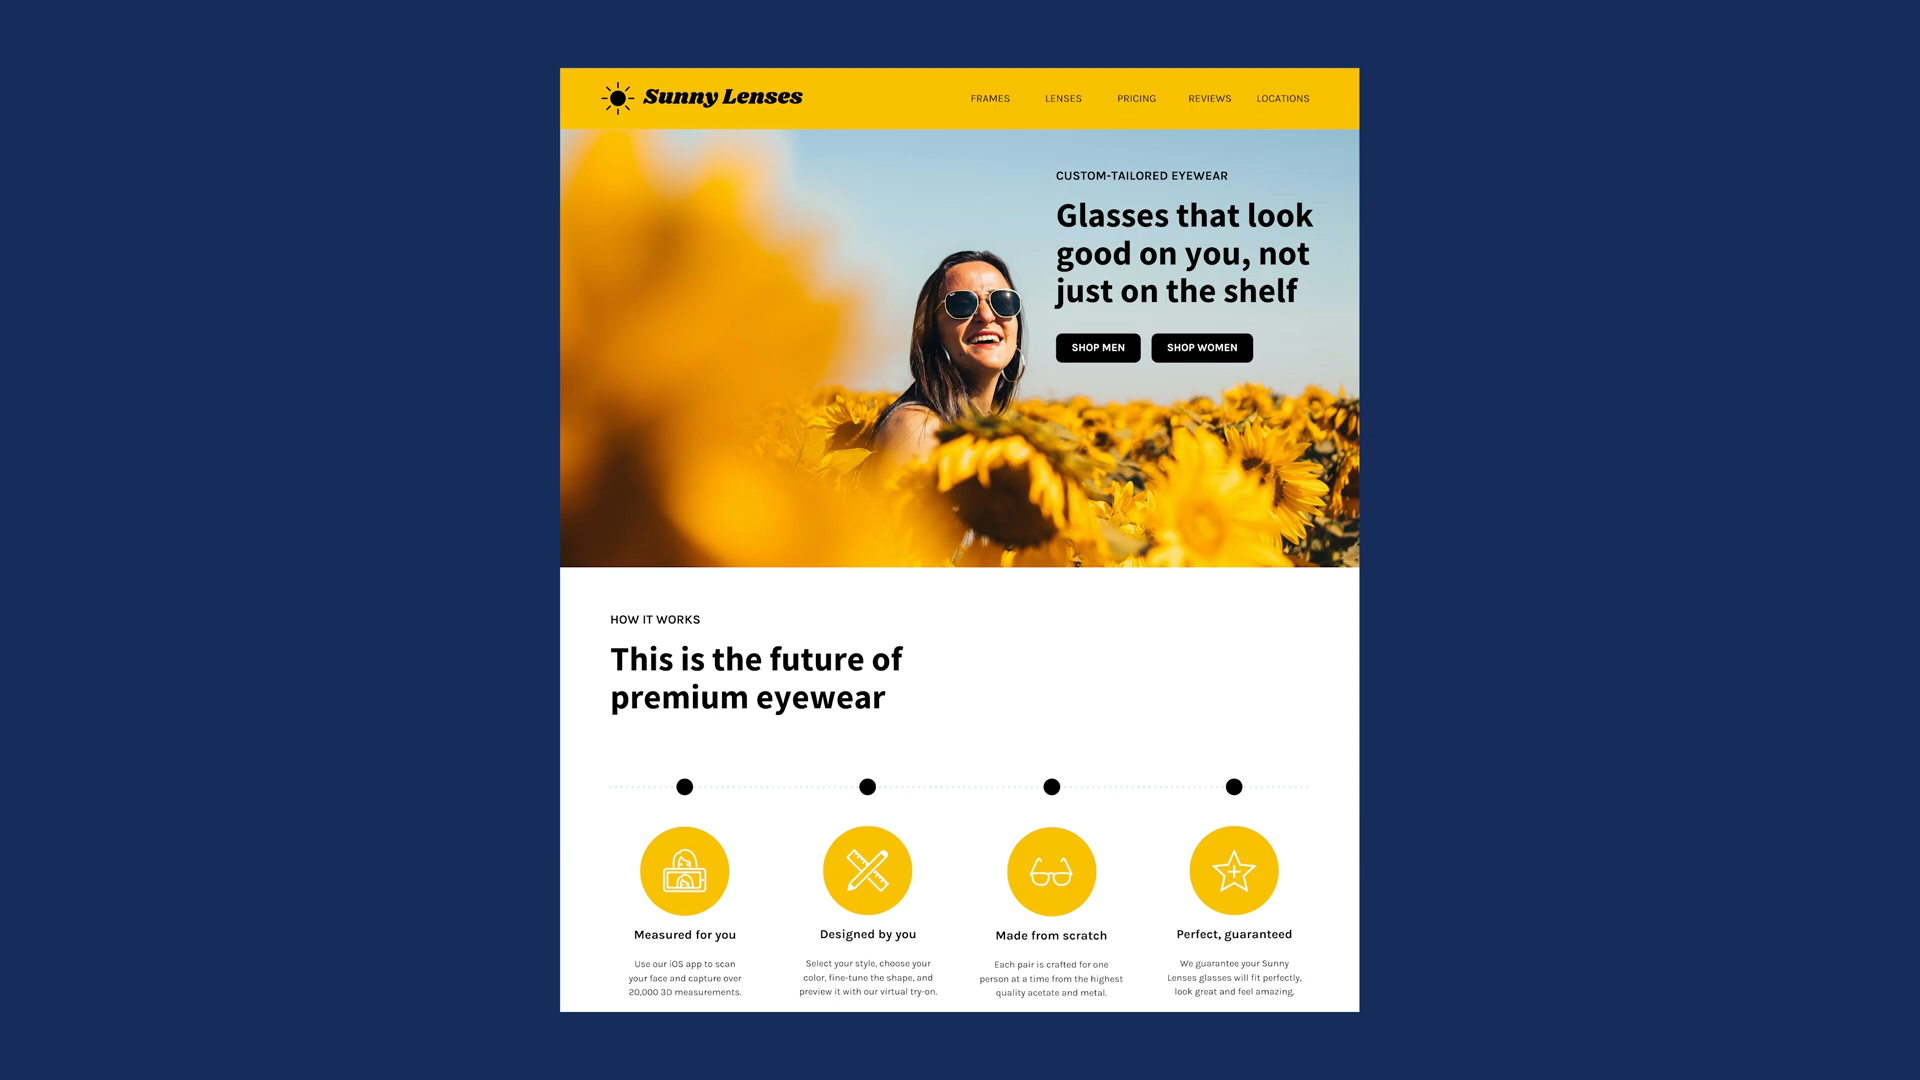 Sunny Lenses
FRAMES LENSES PRICING REVIEWS LOCATIONS
CUSTOM-TAILORED EYEWEAR
Glasses that look
good on you, not
just on the shelf
SHOP MEN SHOP WOMEN
HOW IT WORKS
This is the future of
premium eyewear
Measured for you
Use our iOS app to scan
your face and capture over
20,000 3D measurements.
Designed by you
Select your style, choose your
color, fine-tune the shape, and
preview it with our virtual try-on.
Made from scratch
Each pair is crafted for one
person at a time from the highest
quality acetate and metal.
Perfect, guaranteed
We guarantee your Sunny
Lenses glasses will fit perfectly,
look great and feel amazing.